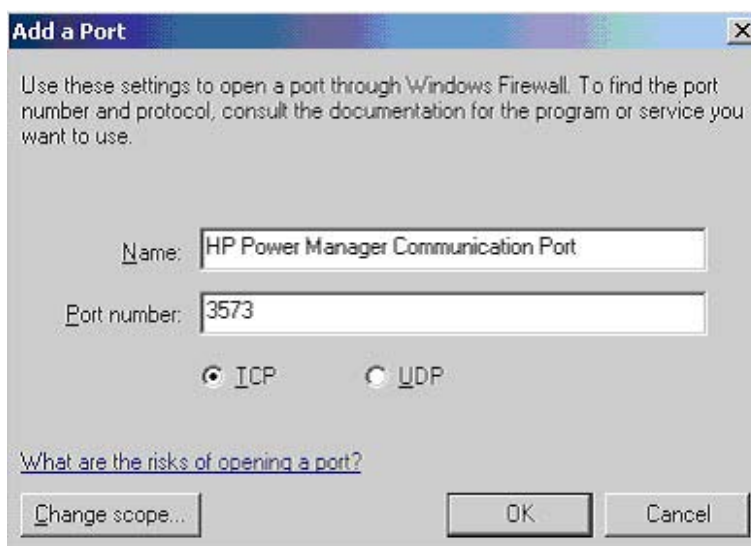 Add a Port
Use these settings to open a port through Windows Firewall. To find the port
number and protocol, consult the documentation for the program or service you
want to use.
Name: HP Power Manager Communication Port
Port number: 3573
TCP UDP
What are the risks of opening a port?
Change scope... OK Cancel